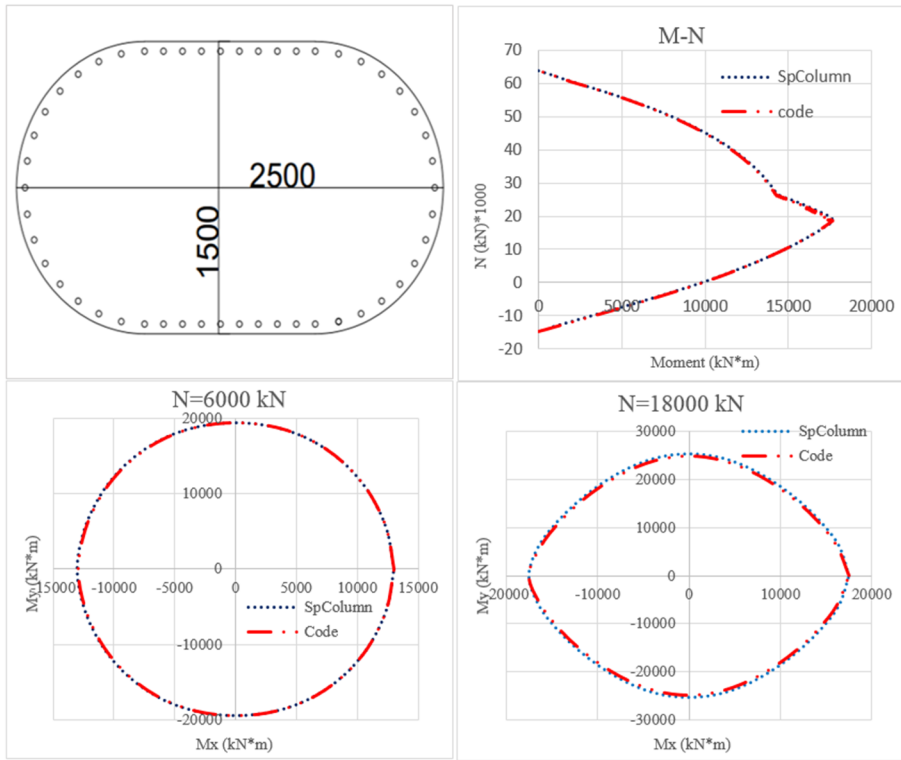 2500
1500
M-N
SpColumn
code
N (kN)*1000
70
60
50
40
30
20
10
0
-10
-20
0
5000
10000
15000
20000
Moment (kN*m)
N=6000 kN
My (kN*m)
20000
10000
0
-10000
-20000
-15000
-10000
-5000
0
5000
10000
15000
SpColumn
Code
Mx (kN*m)
N=18000 kN
SpColumn
Code
My (kN*m)
30000
20000
10000
0
-10000
-20000
-30000
-20000
-10000
0
10000
20000
Mx (kN*m)